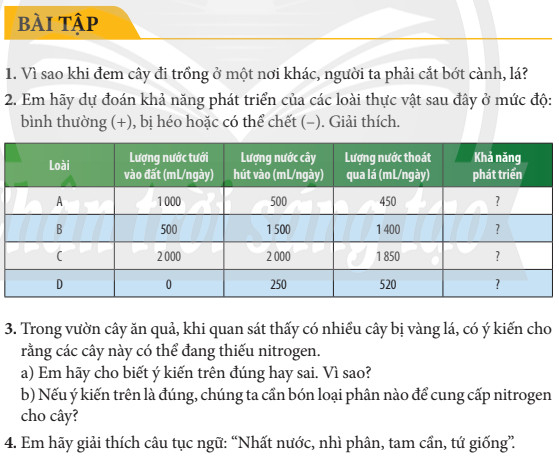 BÀI TẬP
1. Vì sao khi đem cây đi trồng ở một nơi khác, người ta phải cắt bớt cành, lá?
2. Em hãy dự đoán khả năng phát triển của các loài thực vật sau đây ở mức độ:
bình thường (+), bị héo hoặc có thể chết (–). Giải thích.
Loài | Lượng nước tưới vào đất (mL/ngày) | Lượng nước cây hút vào (mL/ngày) | Lượng nước thoát qua lá (mL/ngày) | Khả năng phát triển
A | 1 000 | 500 | 450 | ?
B | 500 | 1 500 | 1 400 | ?
C | 2 000 | 2 000 | 1 850 | ?
D | 0 | 250 | 520 | ?
Chân trời sáng tạo
3. Trong vườn cây ăn quả, khi quan sát thấy có nhiều cây bị vàng lá, có ý kiến cho
rằng các cây này có thể đang thiếu nitrogen.
a) Em hãy cho biết ý kiến trên đúng hay sai. Vì sao?
b) Nếu ý kiến trên là đúng, chúng ta cần bón loại phân nào để cung cấp nitrogen
cho cây?
4. Em hãy giải thích câu tục ngữ: “Nhất nước, nhì phân, tam cần, tứ giống”.